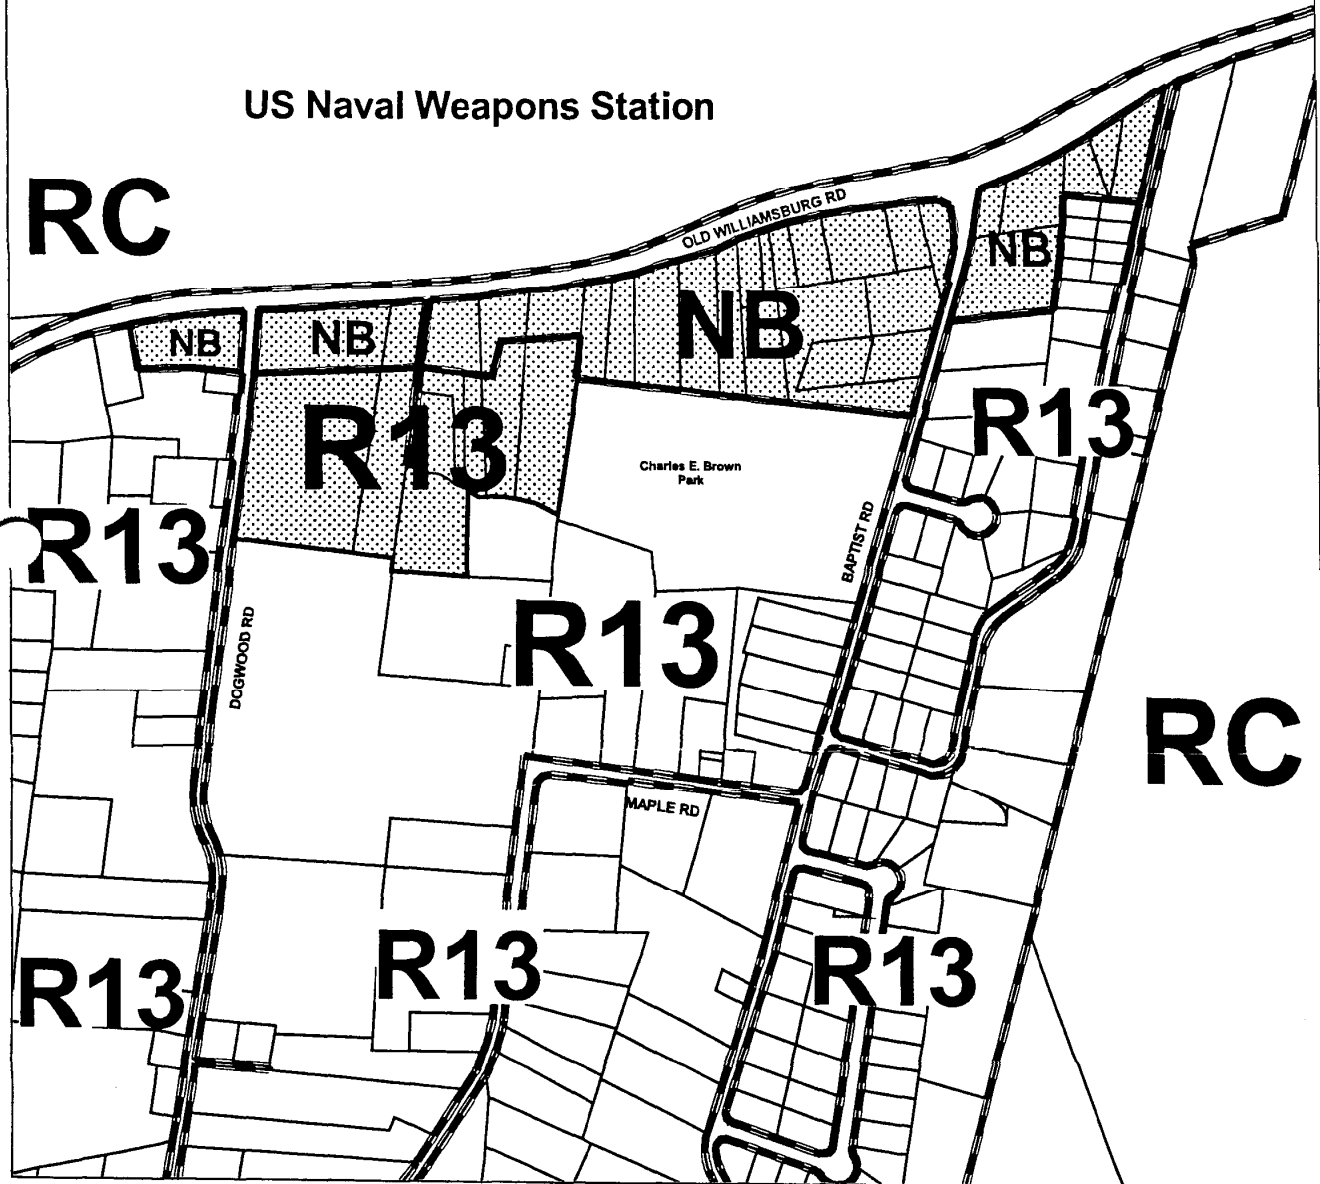 US Naval Weapons Station
RC
OLD WILLIAMSBURG RD
NB
NB
NB
NB
R13
R13
Charles E. Brown
Park
R13
BAPTIST RD
R13
DOGWOOD RD
RC
MAPLE RD
R13
R13
R13